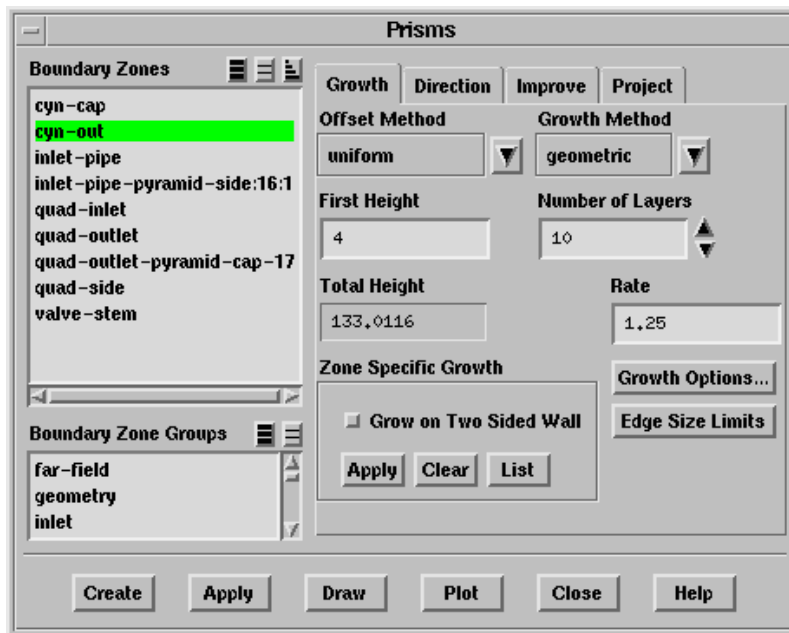 Prisms
Boundary Zones
cyn-cap
cyn-out
inlet-pipe
inlet-pipe-pyramid-side:16:1
quad-inlet
quad-outlet
quad-outlet-pyramid-cap-17
quad-side
valve-stem
Boundary Zone Groups
far-field
geometry
inlet
Growth Direction Improve Project
Offset Method Growth Method
uniform geometric
First Height Number of Layers
4 10
Total Height Rate
133.0116 1.25
Zone Specific Growth
Growth Options...
Grow on Two Sided Wall Edge Size Limits
Apply Clear List
Create Apply Draw Plot Close Help